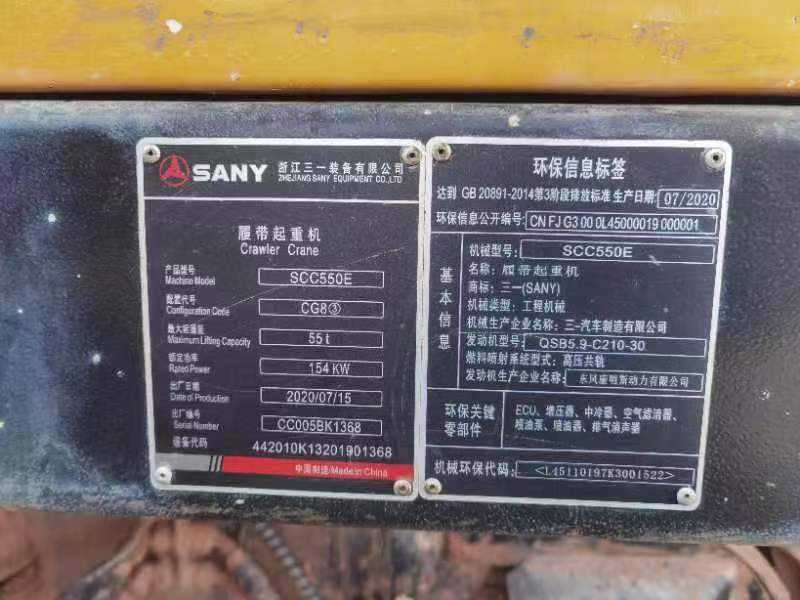 SANY
浙江三一装备有限公司
ZHEJIANG SANY EQUIPMENT CO.,LTD
履带起重机
Crawler Crane
产品型号
Machine Model
SCC550E
配置代号
Configuration Code
CG8③
最大起重量
Maximum Lifting Capacity
55t
额定功率
Rated Power
154 KW
出厂日期
Date of Production
2020/07/15
出厂编号
Serial Number
CC005BK1368
设备代码
442010K13201901368
中国制造/Made in China
环保信息标签
达到 GB 20891-2014第3阶段排放标准 生产日期: 07/2020
环保信息公开编号: CN FJ G3 00 0L45000019 000001
基本信息
机械型号: SCC550E
名称: 履带起重机
商标: 三一(SANY)
机械类型: 工程机械
机械生产企业名称: 三一汽车制造有限公司
发动机型号: QSB5.9-C210-30
燃料喷射系统型式: 高压共轨
发动机生产企业名称: 东风康明斯动力有限公司
环保关键
零部件
ECU、增压器、中冷器、空气滤清器、
喷油泵、喷油器、排气消声器
机械环保代码: <L45110197K3001522>